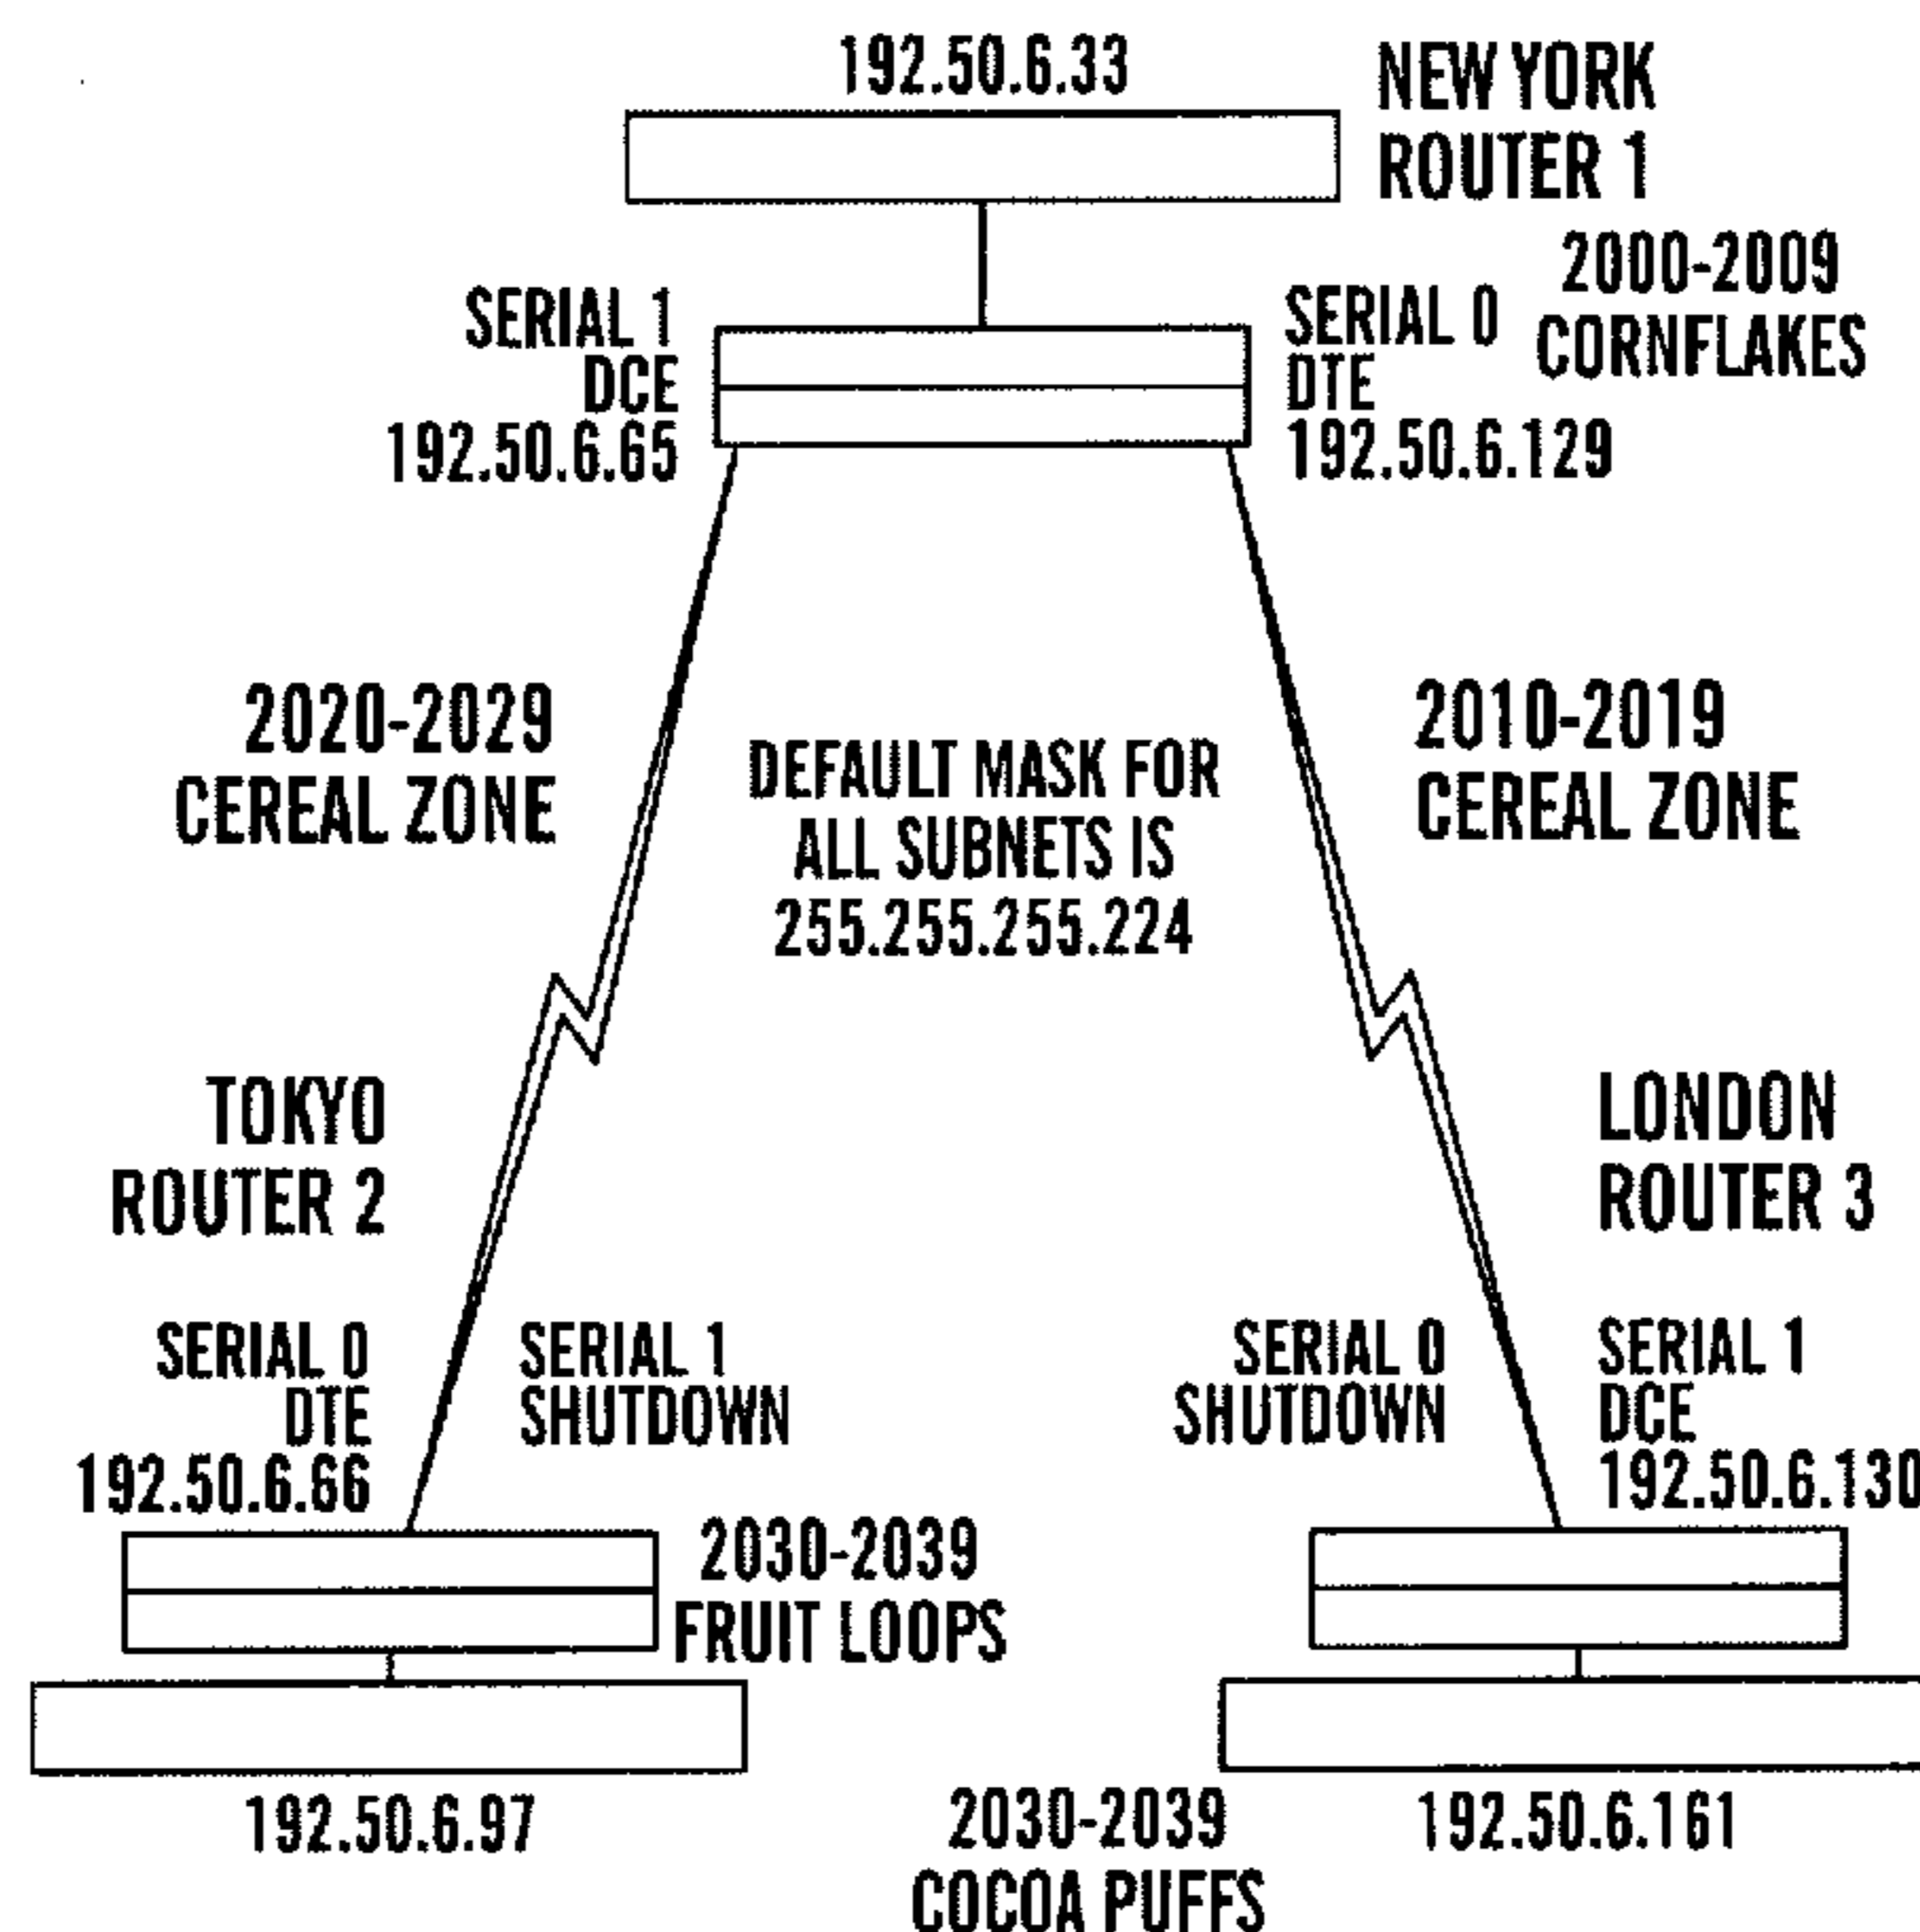 192.50.6.33
NEW YORK
ROUTER 1
2000-2009
CORNFLAKES
SERIAL 1
DCE
192.50.6.65
SERIAL 0
DTE
192.50.6.129
2020-2029
CEREAL ZONE
DEFAULT MASK FOR
ALL SUBNETS IS
255.255.255.224
2010-2019
CEREAL ZONE
TOKYO
ROUTER 2
LONDON
ROUTER 3
SERIAL 0
DTE
192.50.6.66
SERIAL 1
SHUTDOWN
SERIAL 0
SHUTDOWN
SERIAL 1
DCE
192.50.6.130
2030-2039
FRUIT LOOPS
192.50.6.97
2030-2039
COCOA PUFFS
192.50.6.161